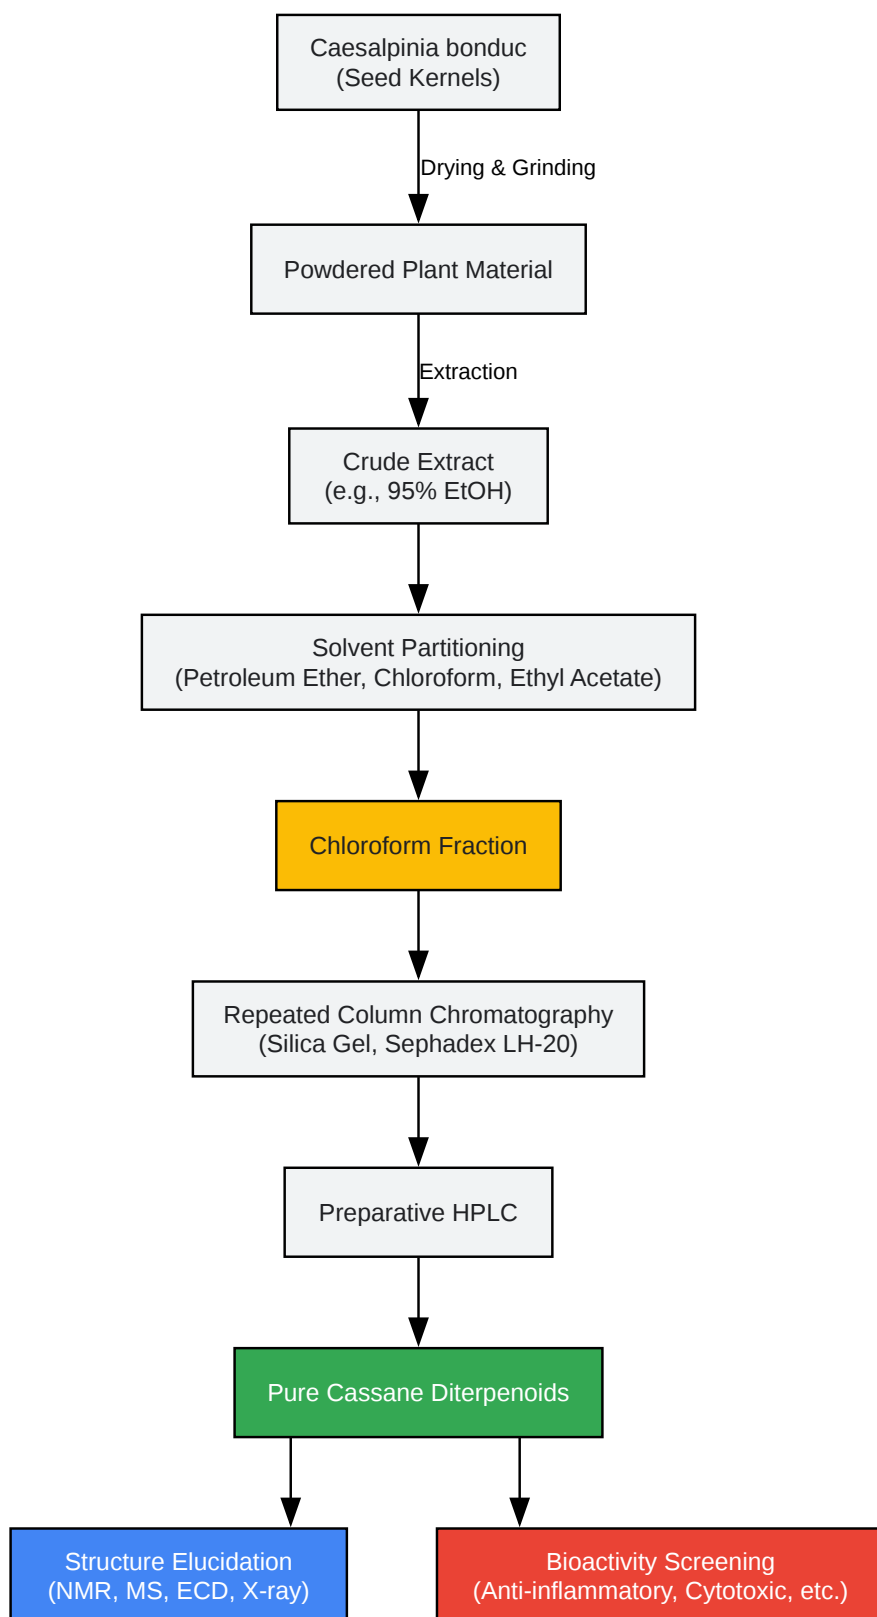 Caesalpinia bonduc
(Seed Kernels)
Drying & Grinding
Powdered Plant Material
Extraction
Crude Extract
(e.g., 95% EtOH)
Solvent Partitioning
(Petroleum Ether, Chloroform, Ethyl Acetate)
Chloroform Fraction
Repeated Column Chromatography
(Silica Gel, Sephadex LH-20)
Preparative HPLC
Pure Cassane Diterpenoids
Structure Elucidation
(NMR, MS, ECD, X-ray)
Bioactivity Screening
(Anti-inflammatory, Cytotoxic, etc.)